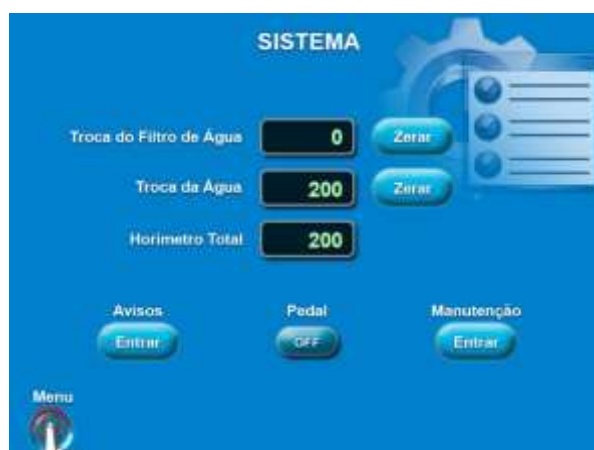 SISTEMA
Troca do Filtro de Água 0 Zerar
Troca da Água 200 Zerar
Horimetro Total 200
Avisos Pedal Manutenção
Entrar OFF Entrar
Menu